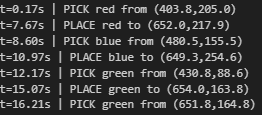 t=0.17s | PICK red from (403.8,205.0)
t=7.67s | PLACE red to (652.0,217.9)
t=8.60s | PICK blue from (480.5,155.5)
t=10.97s | PLACE blue to (649.3,254.6)
t=12.17s | PICK green from (430.8,88.6)
t=15.07s | PLACE green to (654.0,163.8)
t=16.21s | PICK green from (651.8,164.8)